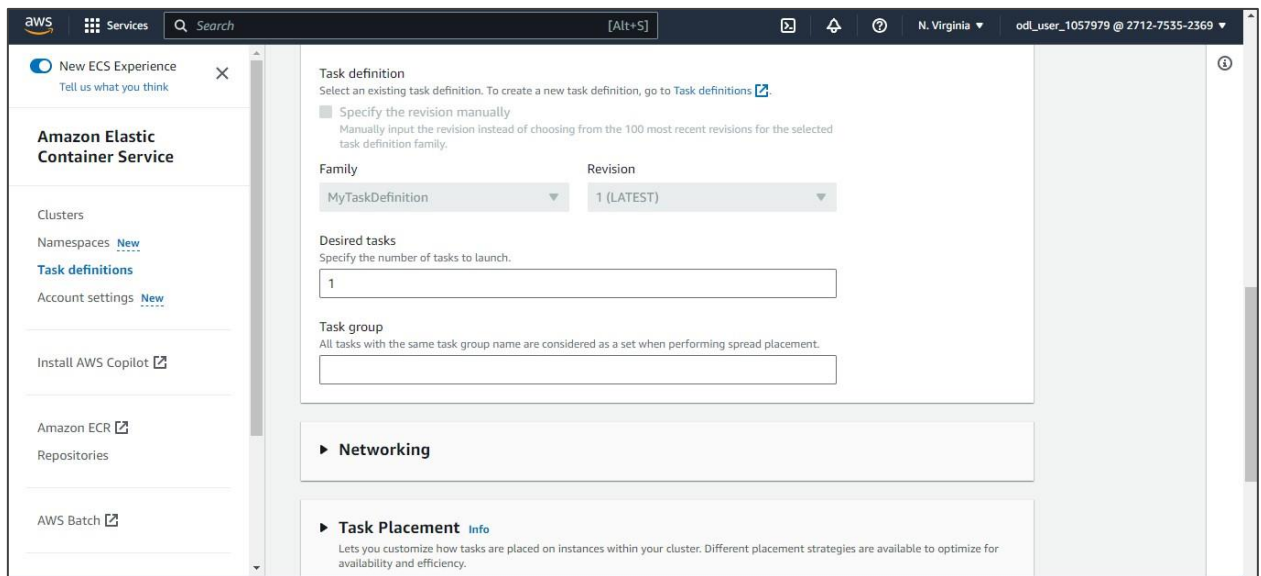 aws
Services
Search
[Alt+S]
N. Virginia
odl_user_1057979 @ 2712-7535-2369
New ECS Experience
Tell us what you think
Amazon Elastic
Container Service
Clusters
Namespaces New
Task definitions
Account settings New
Install AWS Copilot
Amazon ECR
Repositories
AWS Batch
Task definition
Select an existing task definition. To create a new task definition, go to Task definitions.
Specify the revision manually
Manually input the revision instead of choosing from the 100 most recent revisions for the selected
task definition family.
Family
Revision
MyTaskDefinition
1 (LATEST)
Desired tasks
Specify the number of tasks to launch.
1
Task group
All tasks with the same task group name are considered as a set when performing spread placement.
Networking
Task Placement Info
Lets you customize how tasks are placed on instances within your cluster. Different placement strategies are available to optimize for
availability and efficiency.